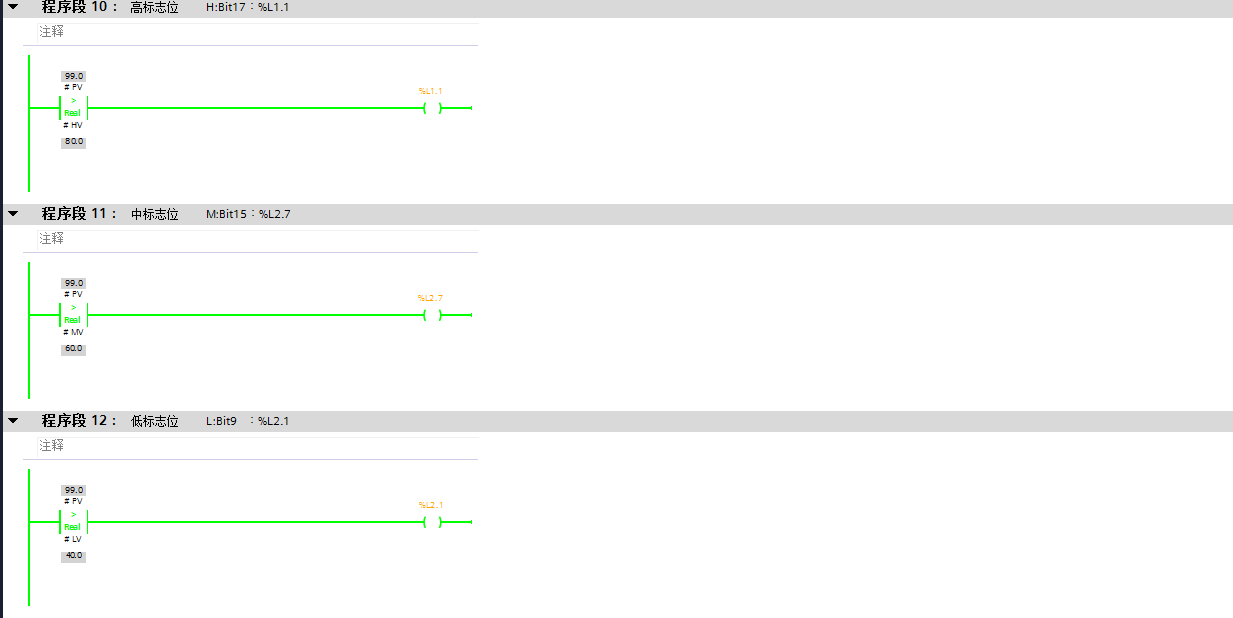 程序段 10： 高标志位 H:Bit17：%L1.1
注释
99.0
# PV
%L1.1
>
Real
# HV
80.0
程序段 11： 中标志位 M:Bit15：%L2.7
注释
99.0
# PV
%L2.7
>
Real
# MV
60.0
程序段 12： 低标志位 L:Bit9 ：%L2.1
注释
99.0
# PV
%L2.1
>
Real
# LV
40.0